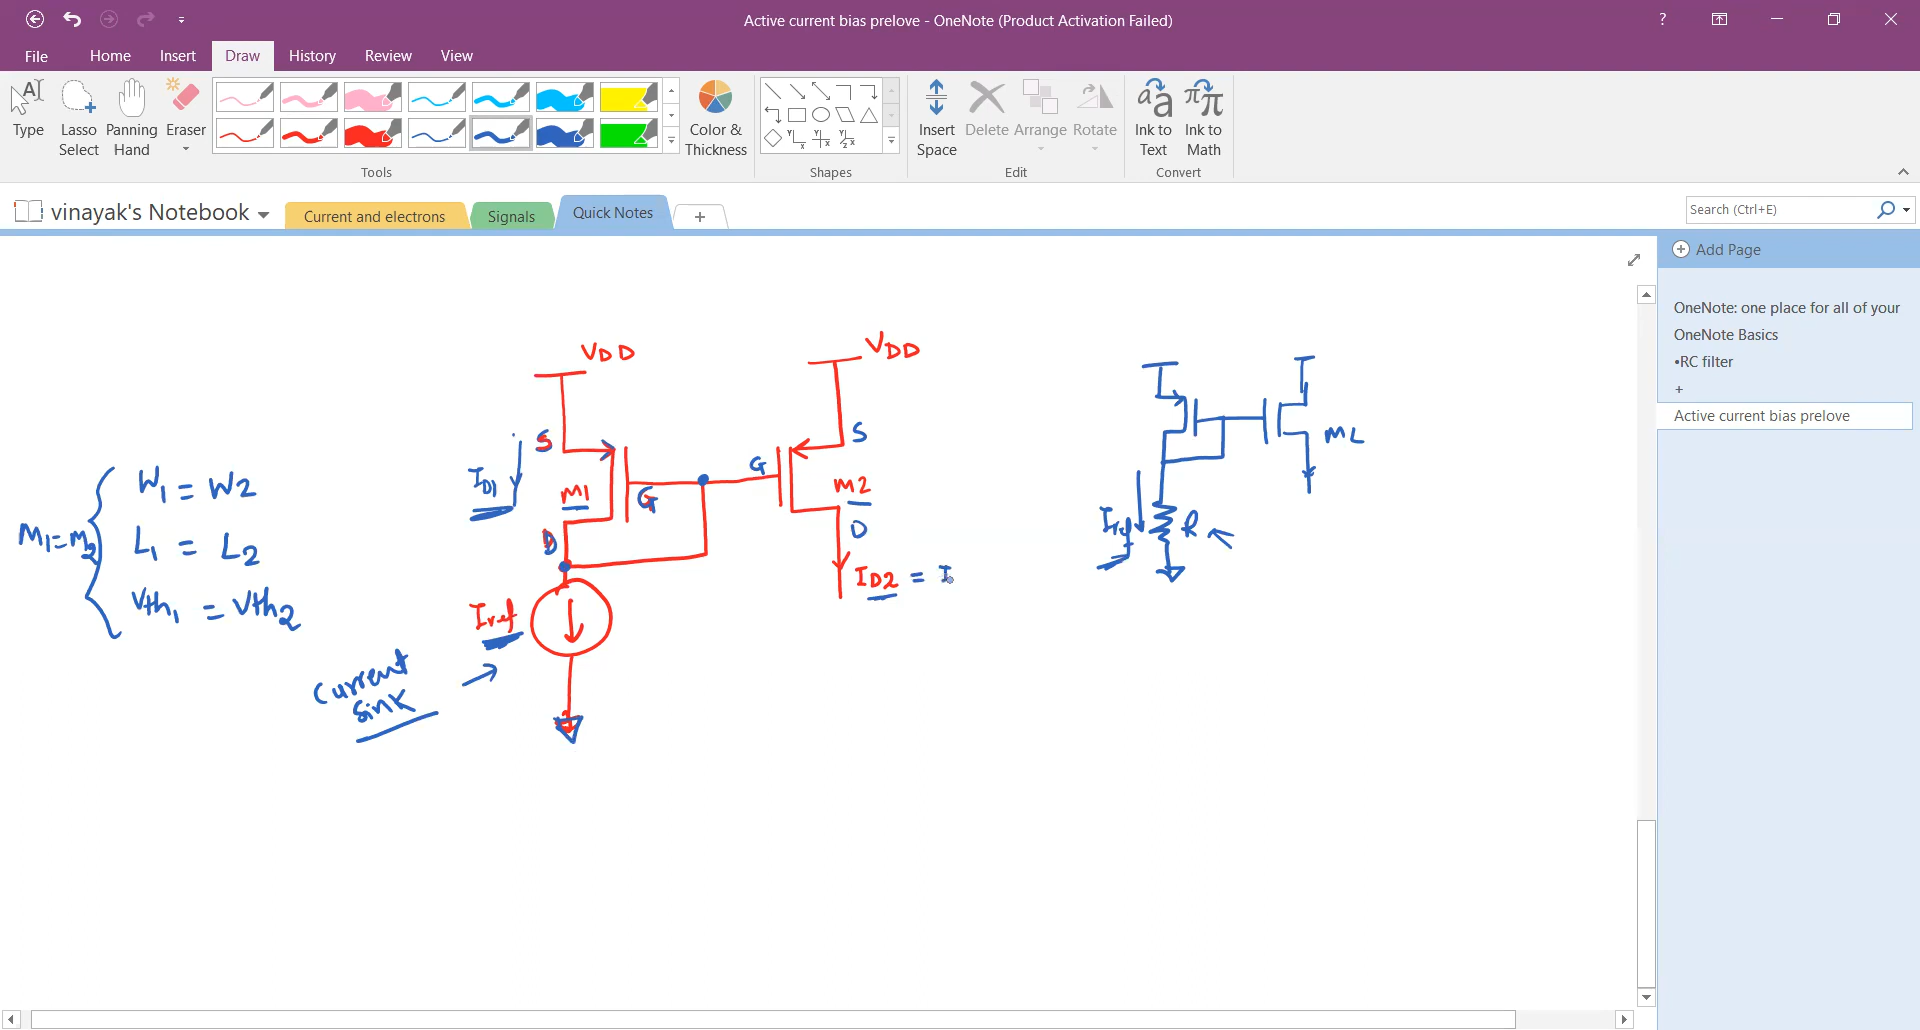 Active current bias prelove - OneNote (Product Activation Failed)
?
File Home Insert Draw History Review View
Type
Lasso Select
Panning Hand
Eraser
Color & Thickness
Insert Space
Delete
Arrange
Rotate
Ink to Text
Ink to Math
Tools
Shapes
Edit
Convert
vinayak's Notebook
Current and electrons
Signals
Quick Notes
+
Search (Ctrl+E)
Add Page
OneNote: one place for all of your
OneNote Basics
•RC filter
+
Active current bias prelove
M1=M2
W1 = W2
L1 = L2
Vth1 = Vth2
VDD
VDD
S
S
ID1
M1
G
G
M2
D
D
Iref
ID2 = I
Current sink
M2
Iref
R